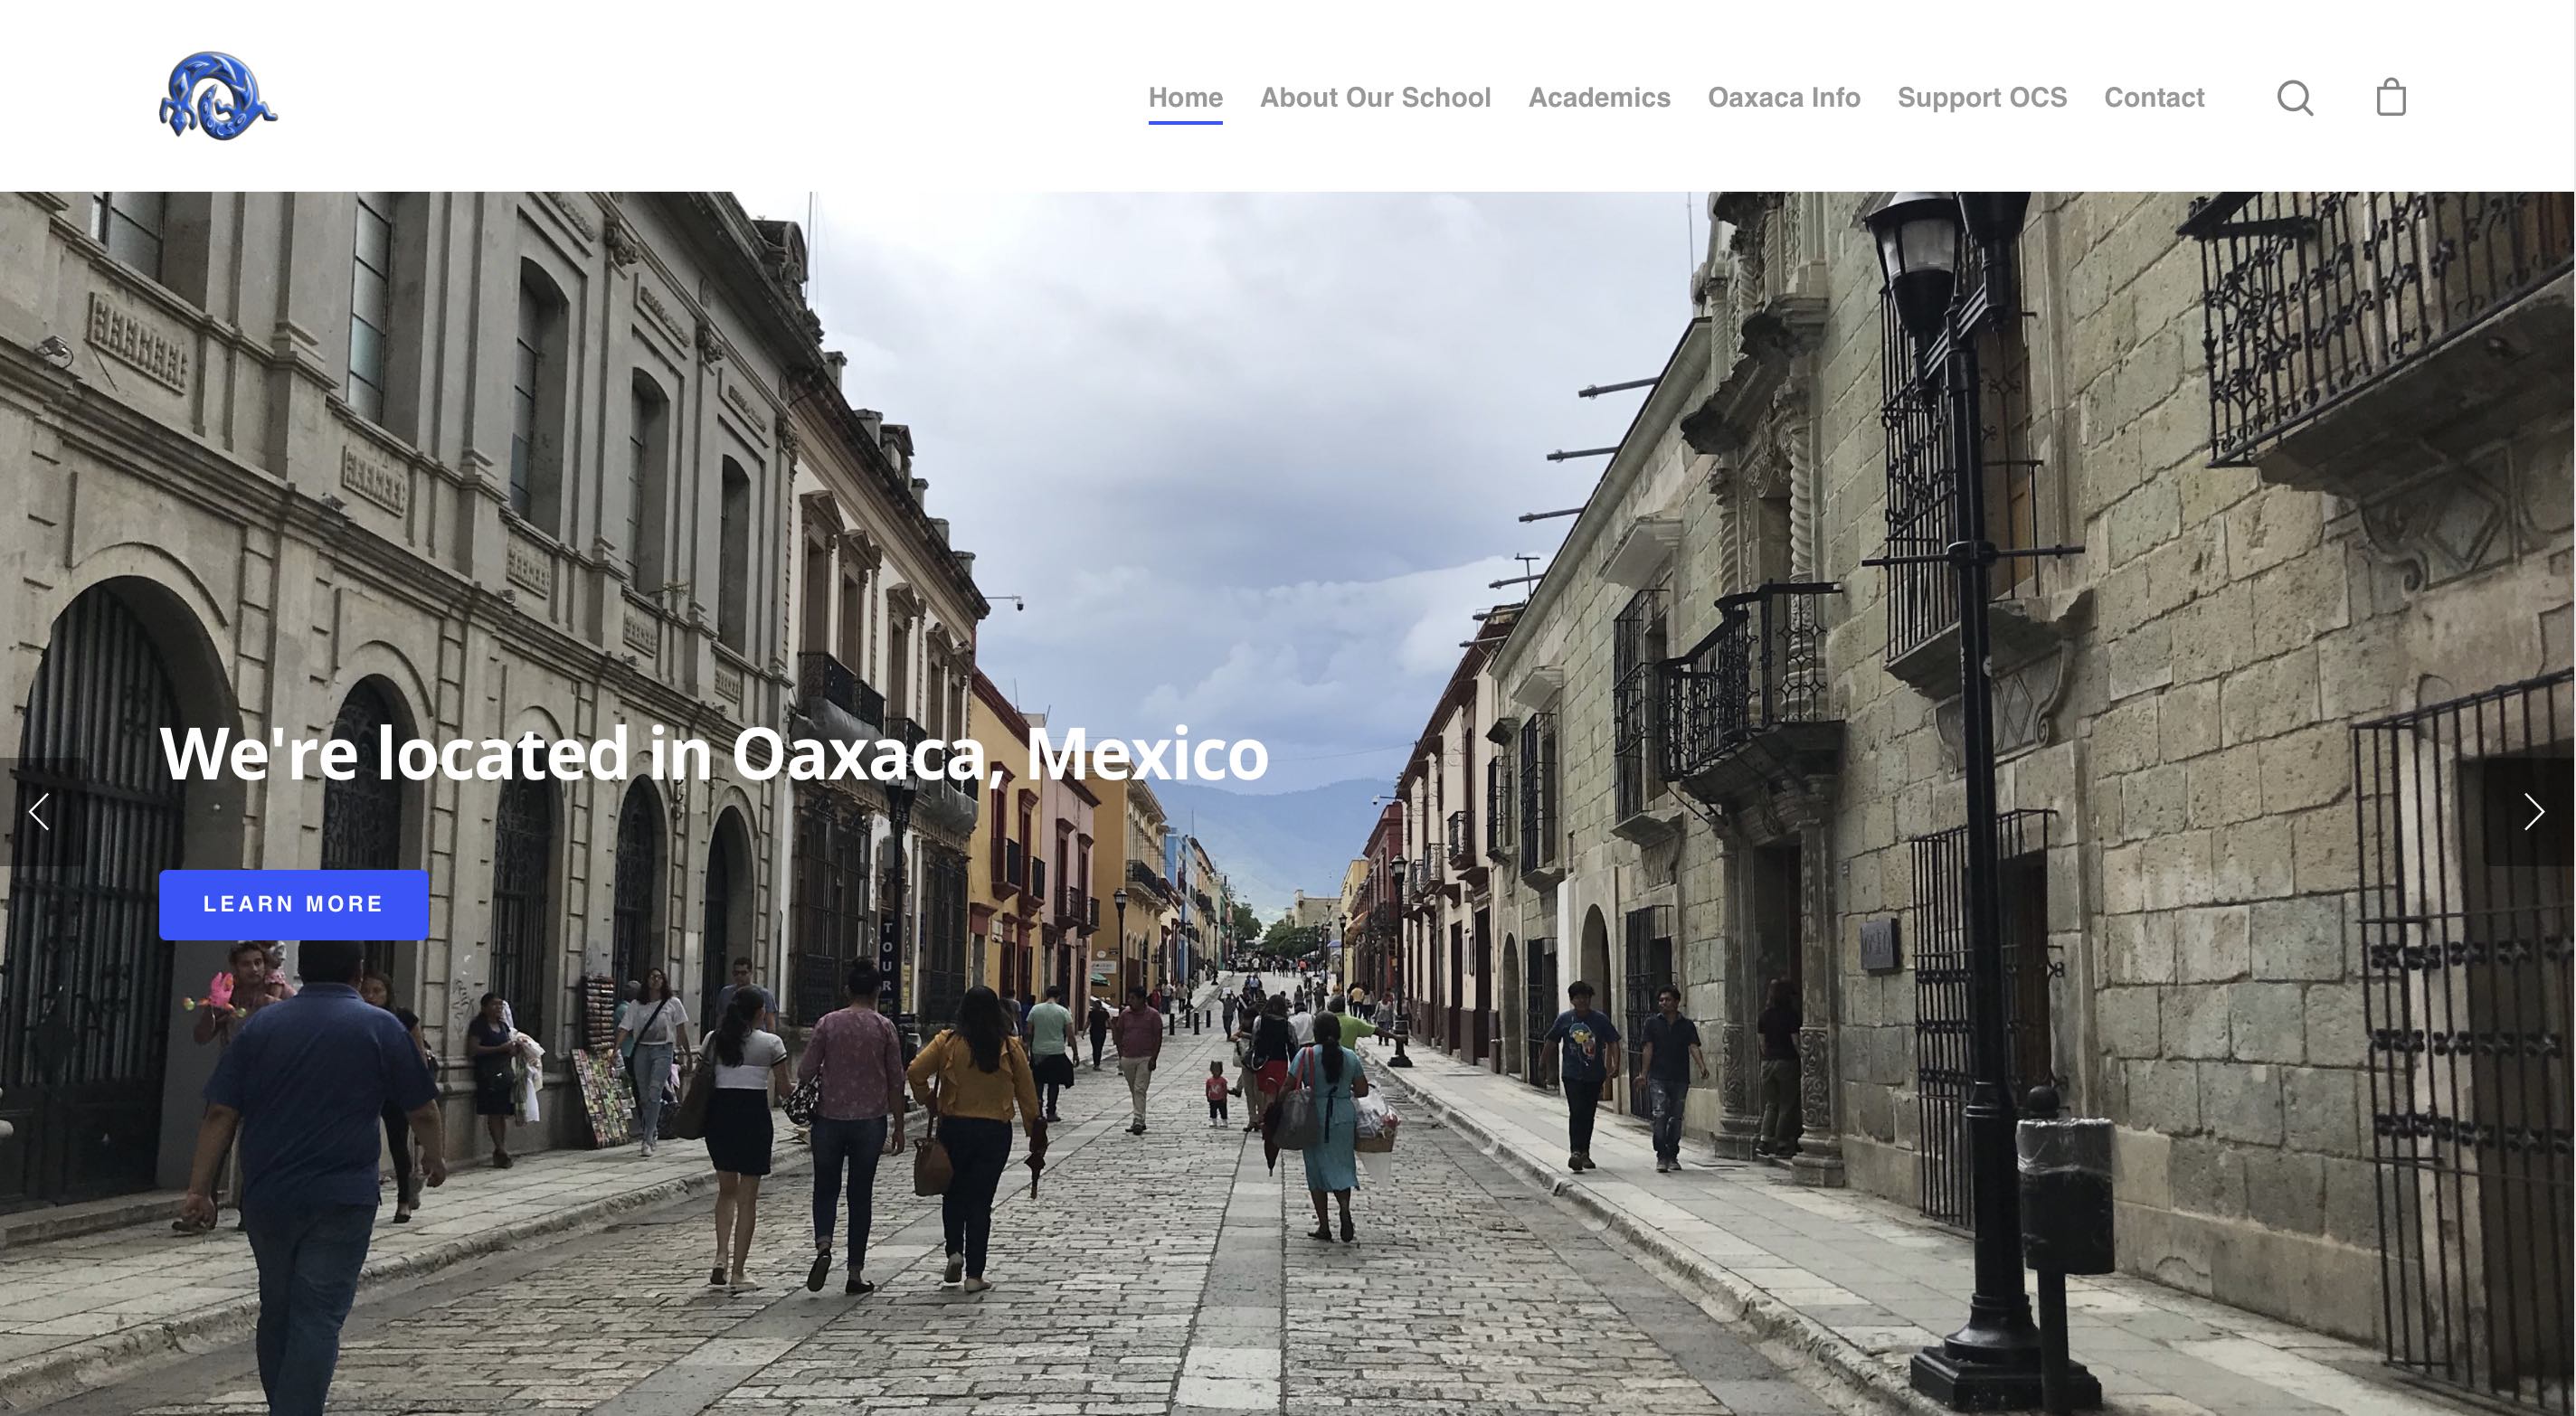 Home
About Our School
Academics
Oaxaca Info
Support OCS
Contact
We're located in Oaxaca, Mexico
LEARN MORE
TOUR